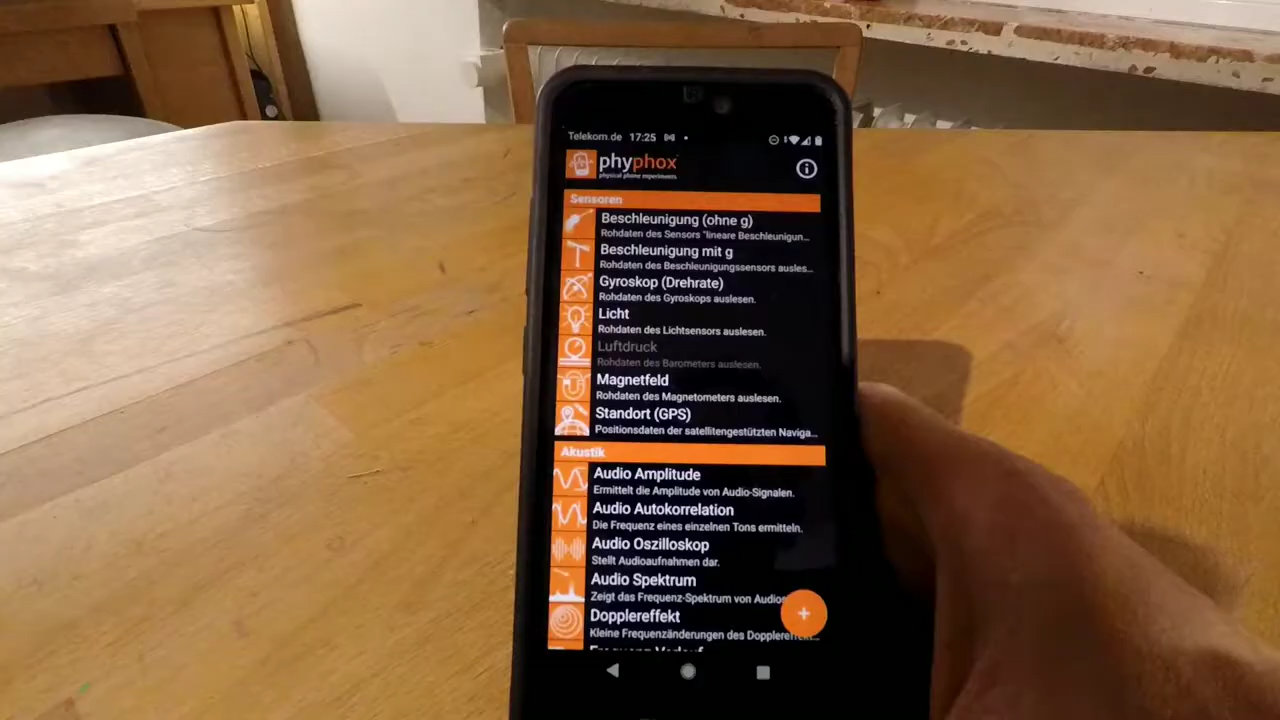 Telekom.de 17:25
phyphox
physical phone experiments
Sensoren
Beschleunigung (ohne g)
Rohdaten des Sensors "lineare Beschleunigun...
Beschleunigung mit g
Rohdaten des Beschleunigungssensors ausles...
Gyroskop (Drehrate)
Rohdaten des Gyroskops auslesen.
Licht
Rohdaten des Lichtsensors auslesen.
Luftdruck
Rohdaten des Barometers auslesen.
Magnetfeld
Rohdaten des Magnetometers auslesen.
Standort (GPS)
Positionsdaten der satellitengestützten Naviga...
Akustik
Audio Amplitude
Ermittelt die Amplitude von Audio-Signalen.
Audio Autokorrelation
Die Frequenz eines einzelnen Tons ermitteln.
Audio Oszilloskop
Stellt Audioaufnahmen dar.
Audio Spektrum
Zeigt das Frequenz-Spektrum von Audio
Dopplereffekt
Kleine Frequenzänderungen des Dopplereffekt...